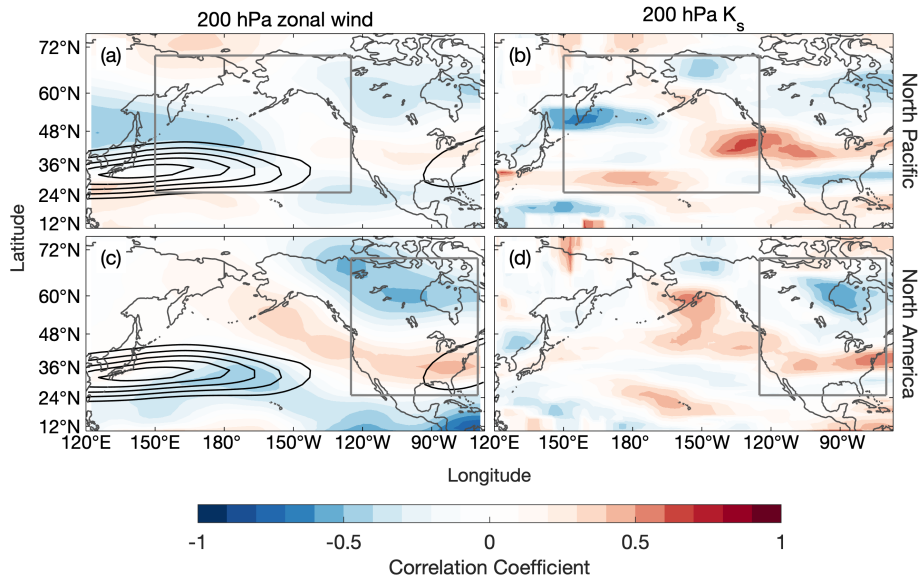 200 hPa zonal wind
200 hPa Ks
72°N
60°N
48°N
36°N
24°N
12°N
(a)
(b)
North Pacific
Latitude
72°N
60°N
48°N
36°N
24°N
12°N
(c)
(d)
North America
120°E 150°E 180° 150°W 120°W 90°W 120°E 150°E 180° 150°W 120°W 90°W
Longitude
-1 -0.5 0 0.5 1
Correlation Coefficient